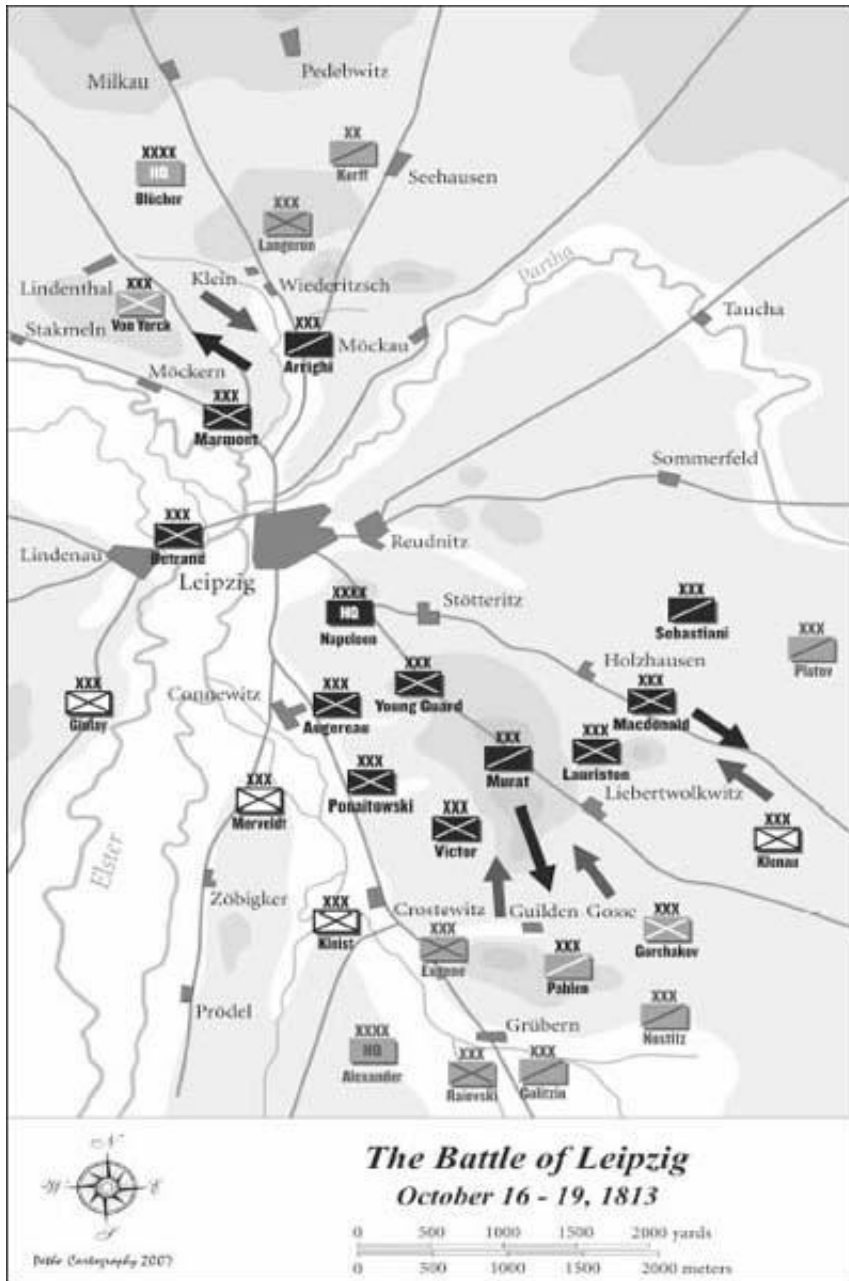 Pedebwitz
Milkau
XX
Korff
XXXX
HQ
Blücher
Seehausen
XXX
Langeron
Partha
Lindenthal
Klein
Wiederitzsch
XXX
Von Yorck
Taucha
Stakmeln
XXX
Arrighi
Möckau
Möckern
XXX
Marmont
Sommerfeld
XXX
Betrand
Lindenau
Reudnitz
Leipzig
XXXX
HQ
Napoleon
Stötteritz
XXX
Sebastiani
XXX
Platov
Holzhausen
XXX
Giulay
Connewitz
XXX
Augereau
XXX
Young Guard
XXX
Macdonald
XXX
Murat
XXX
Lauriston
XXX
Ponaitowski
XXX
Merveldt
Liebertwolkwitz
XXX
Victor
XXX
Klenau
Elster
Zöbigker
Crostewitz
Guilden Gosse
XXX
Kleist
XXX
Eugene
XXX
Gorchakov
XXX
Pahlen
Prödel
XXX
Nostitz
XXXX
HQ
Alexander
Grübern
XXX
Raievski
XXX
Galitzin
N
W
E
S
The Battle of Leipzig
October 16 - 19, 1813
0 500 1000 1500 2000 yards
0 500 1000 1500 2000 meters
Cartography 2007